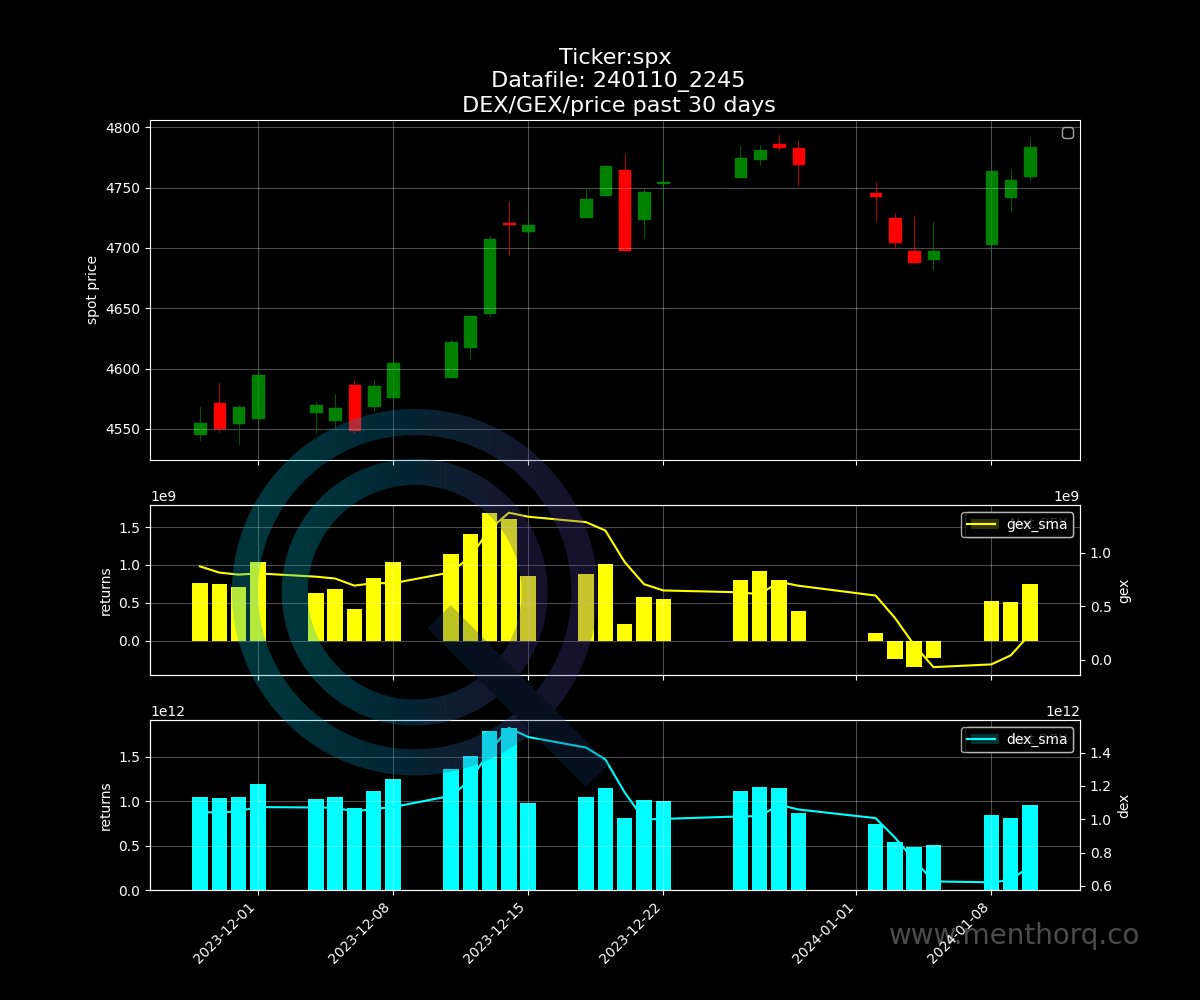 Ticker:spx
Datafile: 240110_2245
DEX/GEX/price past 30 days
4800
4750
4700
4650
4600
4550
spot price
1e9
1e9
1.5
1.0
0.5
0.0
returns
gex_sma
1.0
0.5
0.0
gex
1e12
1e12
1.5
1.0
0.5
0.0
returns
dex_sma
1.4
1.2
1.0
0.8
0.6
dex
2023-12-01
2023-12-08
2023-12-15
2023-12-22
2024-01-01
2024-01-08
www.menthorq.co